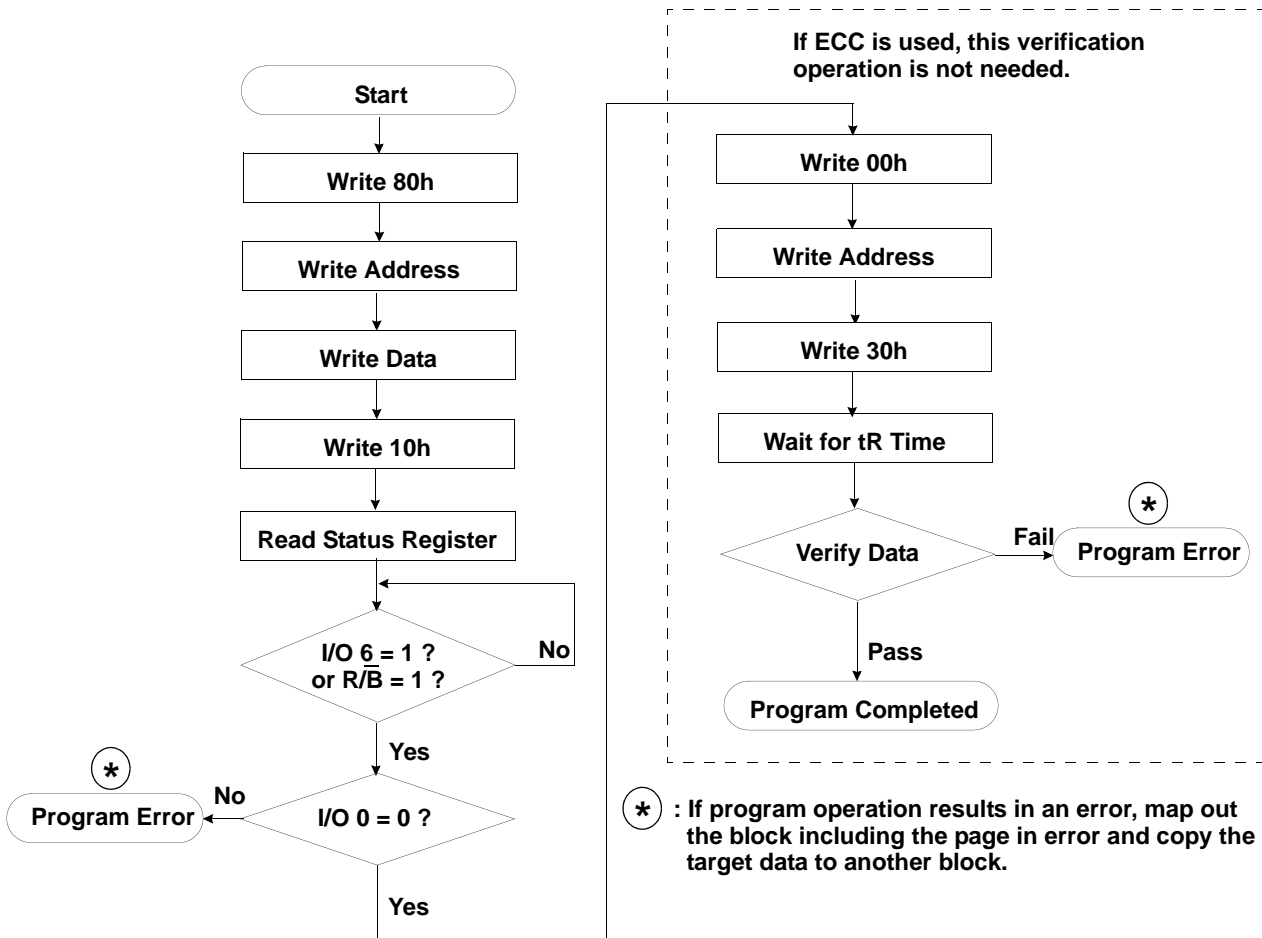 Start
Write 80h
Write Address
Write Data
Write 10h
Read Status Register
I/O 6 = 1 ?
or R/B̅ = 1 ?
No
Yes
*
Program Error
No
I/O 0 = 0 ?
Yes
If ECC is used, this verification
operation is not needed.
Write 00h
Write Address
Write 30h
Wait for tR Time
Verify Data
Fail
*
Program Error
Pass
Program Completed
* : If program operation results in an error, map out
the block including the page in error and copy the
target data to another block.